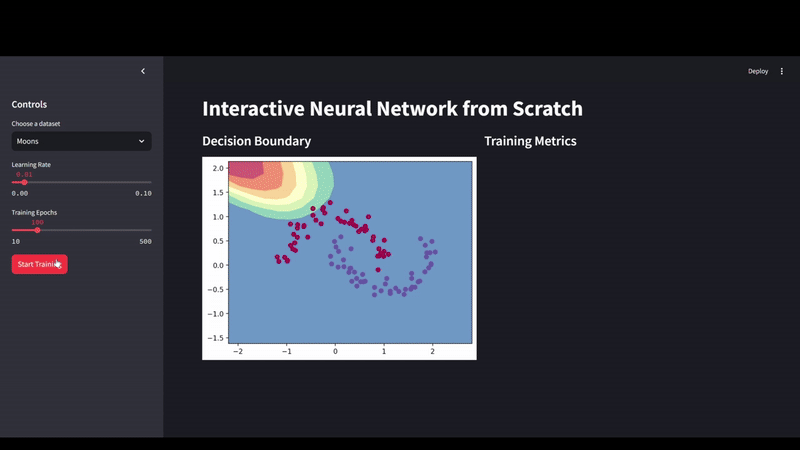 Deploy
Controls
Choose a dataset
Moons
Learning Rate
0.01
0.00 0.10
Training Epochs
100
10 500
Start Training
Interactive Neural Network from Scratch
Decision Boundary
Training Metrics
2.0
1.5
1.0
0.5
0.0
−0.5
−1.0
−1.5
−2 −1 0 1 2